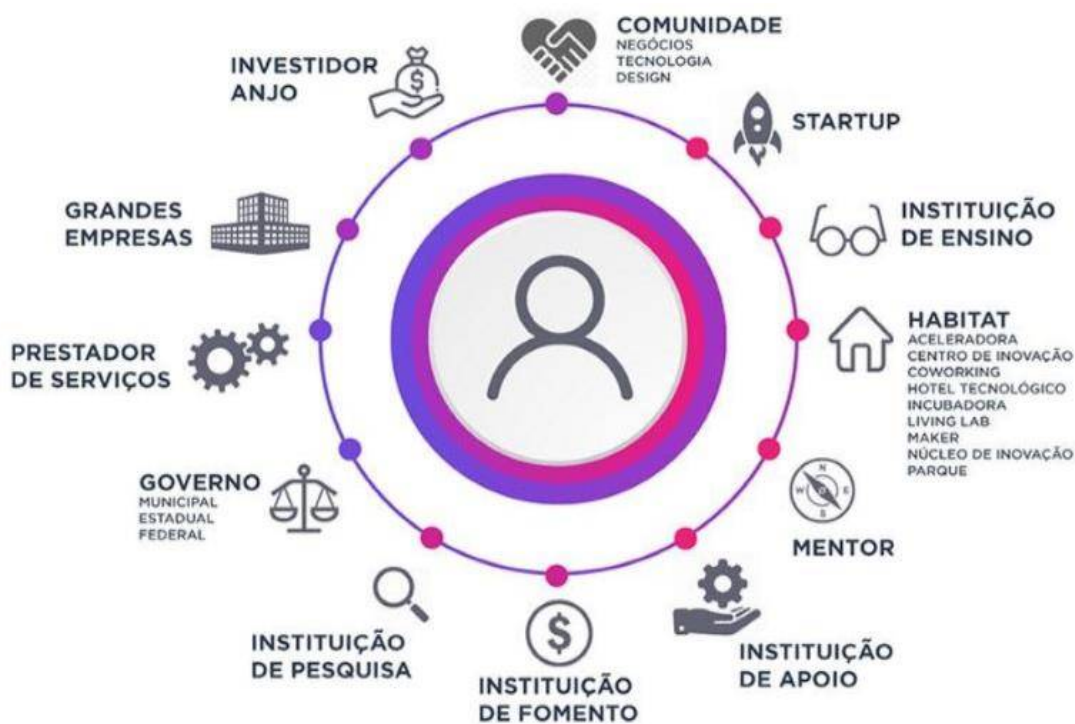 COMUNIDADE
NEGÓCIOS
TECNOLOGIA
DESIGN
STARTUP
INSTITUIÇÃO
DE ENSINO
HABITAT
ACELERADORA
CENTRO DE INOVAÇÃO
COWORKING
HOTEL TECNOLÓGICO
INCUBADORA
LIVING LAB
MAKER
NÚCLEO DE INOVAÇÃO
PARQUE
N
W E
S
MENTOR
INSTITUIÇÃO
DE APOIO
$
INSTITUIÇÃO
DE FOMENTO
INSTITUIÇÃO
DE PESQUISA
GOVERNO
MUNICIPAL
ESTADUAL
FEDERAL
PRESTADOR
DE SERVIÇOS
GRANDES
EMPRESAS
INVESTIDOR
ANJO
$